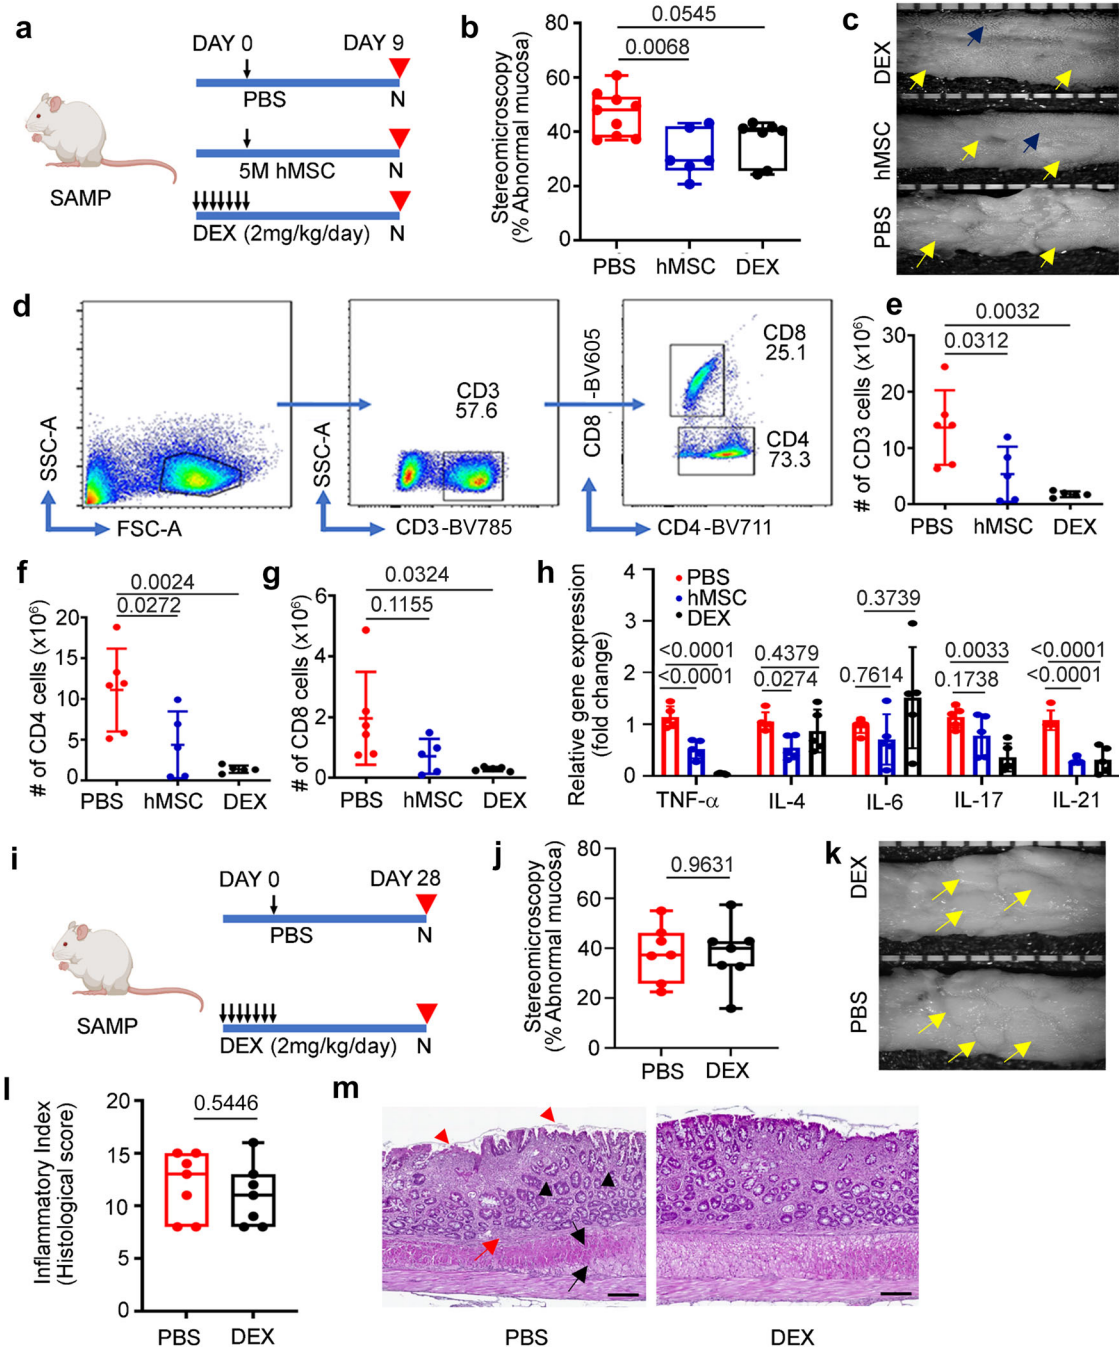 a
DAY 0
DAY 9
PBS
N
5M hMSC
N
SAMP
DEX (2mg/kg/day)
N
b
Stereomicroscopy
(% Abnormal mucosa)
80
60
40
20
0
0.0545
0.0068
PBS
hMSC
DEX
c
DEX
hMSC
PBS
d
SSC-A
FSC-A
CD3
57.6
SSC-A
CD3-BV785
CD8 -BV605
CD8
25.1
CD4
73.3
CD4-BV711
e
# of CD3 cells (x10⁶)
30
20
10
0
0.0032
0.0312
PBS
hMSC
DEX
f
# of CD4 cells (x10⁶)
20
15
10
5
0
0.0024
0.0272
PBS
hMSC
DEX
g
# of CD8 cells (x10⁶)
6
4
2
0
0.0324
0.1155
PBS
hMSC
DEX
h
Relative gene expression
(fold change)
4
3
2
1
0
PBS
hMSC
DEX
<0.0001
<0.0001
0.4379
0.0274
0.3739
0.7614
0.0033
0.1738
<0.0001
<0.0001
TNF-α
IL-4
IL-6
IL-17
IL-21
i
DAY 0
DAY 28
PBS
N
SAMP
DEX (2mg/kg/day)
N
j
Stereomicroscopy
(% Abnormal mucosa)
80
60
40
20
0
0.9631
PBS
DEX
k
DEX
PBS
l
Inflammatory Index
(Histological score)
20
15
10
5
0
0.5446
PBS
DEX
m
PBS
DEX